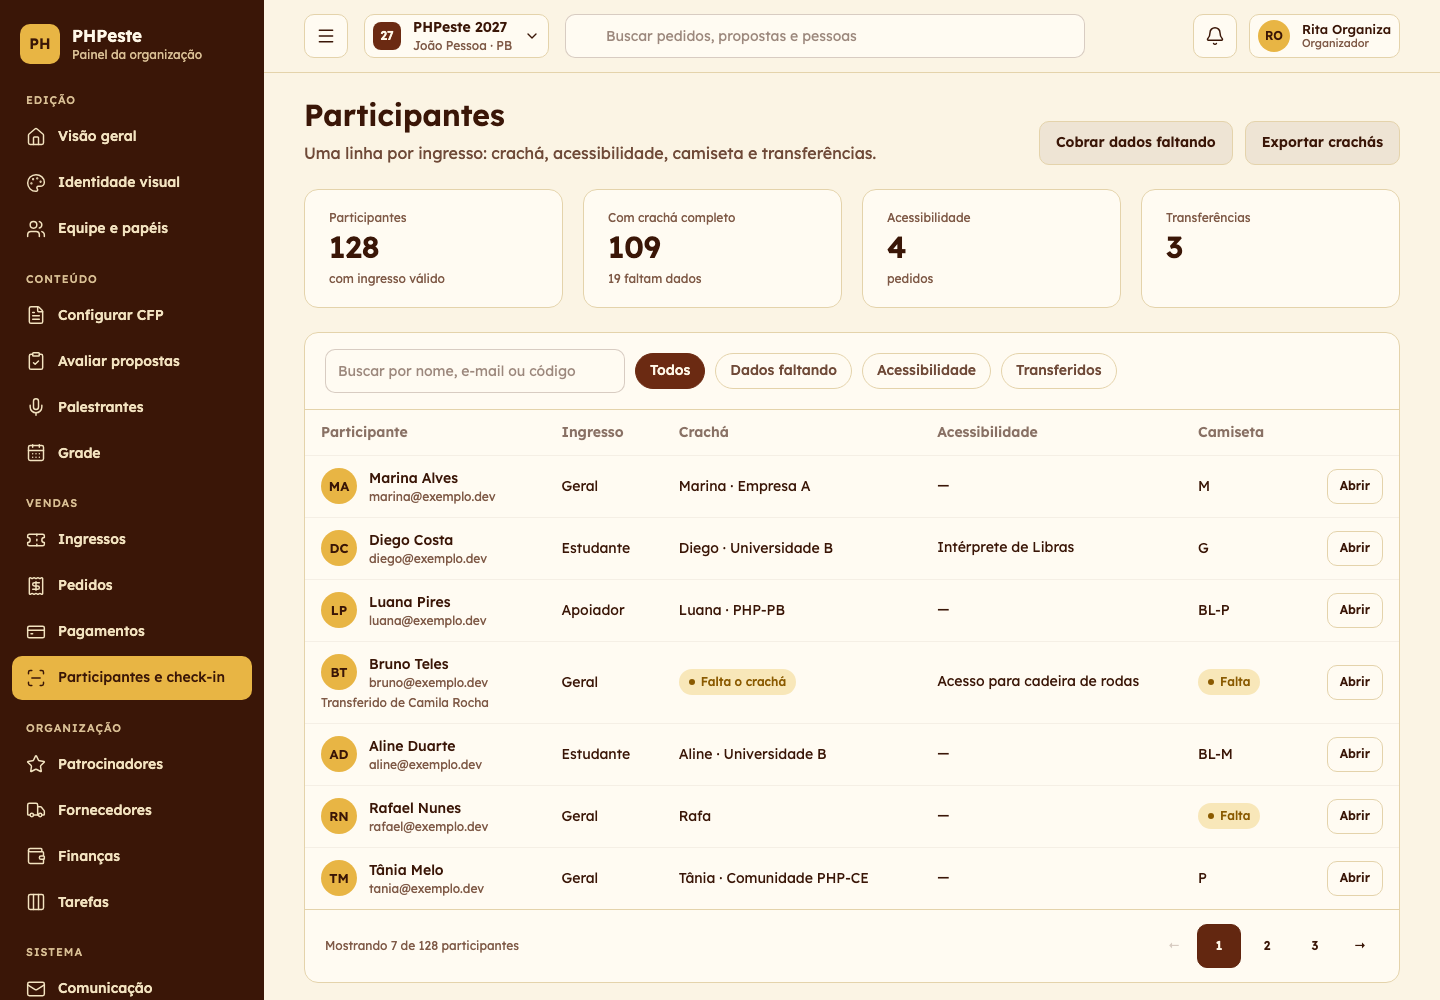 PH
PHPeste
Painel da organização
EDIÇÃO
Visão geral
Identidade visual
Equipe e papéis
CONTEÚDO
Configurar CFP
Avaliar propostas
Palestrantes
Grade
VENDAS
Ingressos
Pedidos
Pagamentos
Participantes e check-in
ORGANIZAÇÃO
Patrocinadores
Fornecedores
Finanças
Tarefas
SISTEMA
Comunicação
27
PHPeste 2027
João Pessoa · PB
Buscar pedidos, propostas e pessoas
RO
Rita Organiza
Organizador
Participantes
Uma linha por ingresso: crachá, acessibilidade, camiseta e transferências.
Cobrar dados faltando
Exportar crachás
Participantes
128
com ingresso válido
Com crachá completo
109
19 faltam dados
Acessibilidade
4
pedidos
Transferências
3
Buscar por nome, e-mail ou código
Todos
Dados faltando
Acessibilidade
Transferidos
Participante Ingresso Crachá Acessibilidade Camiseta
MA Marina Alves
marina@exemplo.dev
Geral Marina · Empresa A — M Abrir
DC Diego Costa
diego@exemplo.dev
Estudante Diego · Universidade B Intérprete de Libras G Abrir
LP Luana Pires
luana@exemplo.dev
Apoiador Luana · PHP-PB — BL-P Abrir
BT Bruno Teles
bruno@exemplo.dev
Transferido de Camila Rocha
Geral Falta o crachá Acesso para cadeira de rodas Falta Abrir
AD Aline Duarte
aline@exemplo.dev
Estudante Aline · Universidade B — BL-M Abrir
RN Rafael Nunes
rafael@exemplo.dev
Geral Rafa — Falta Abrir
TM Tânia Melo
tania@exemplo.dev
Geral Tânia · Comunidade PHP-CE — P Abrir
Mostrando 7 de 128 participantes
← 1 2 3 →